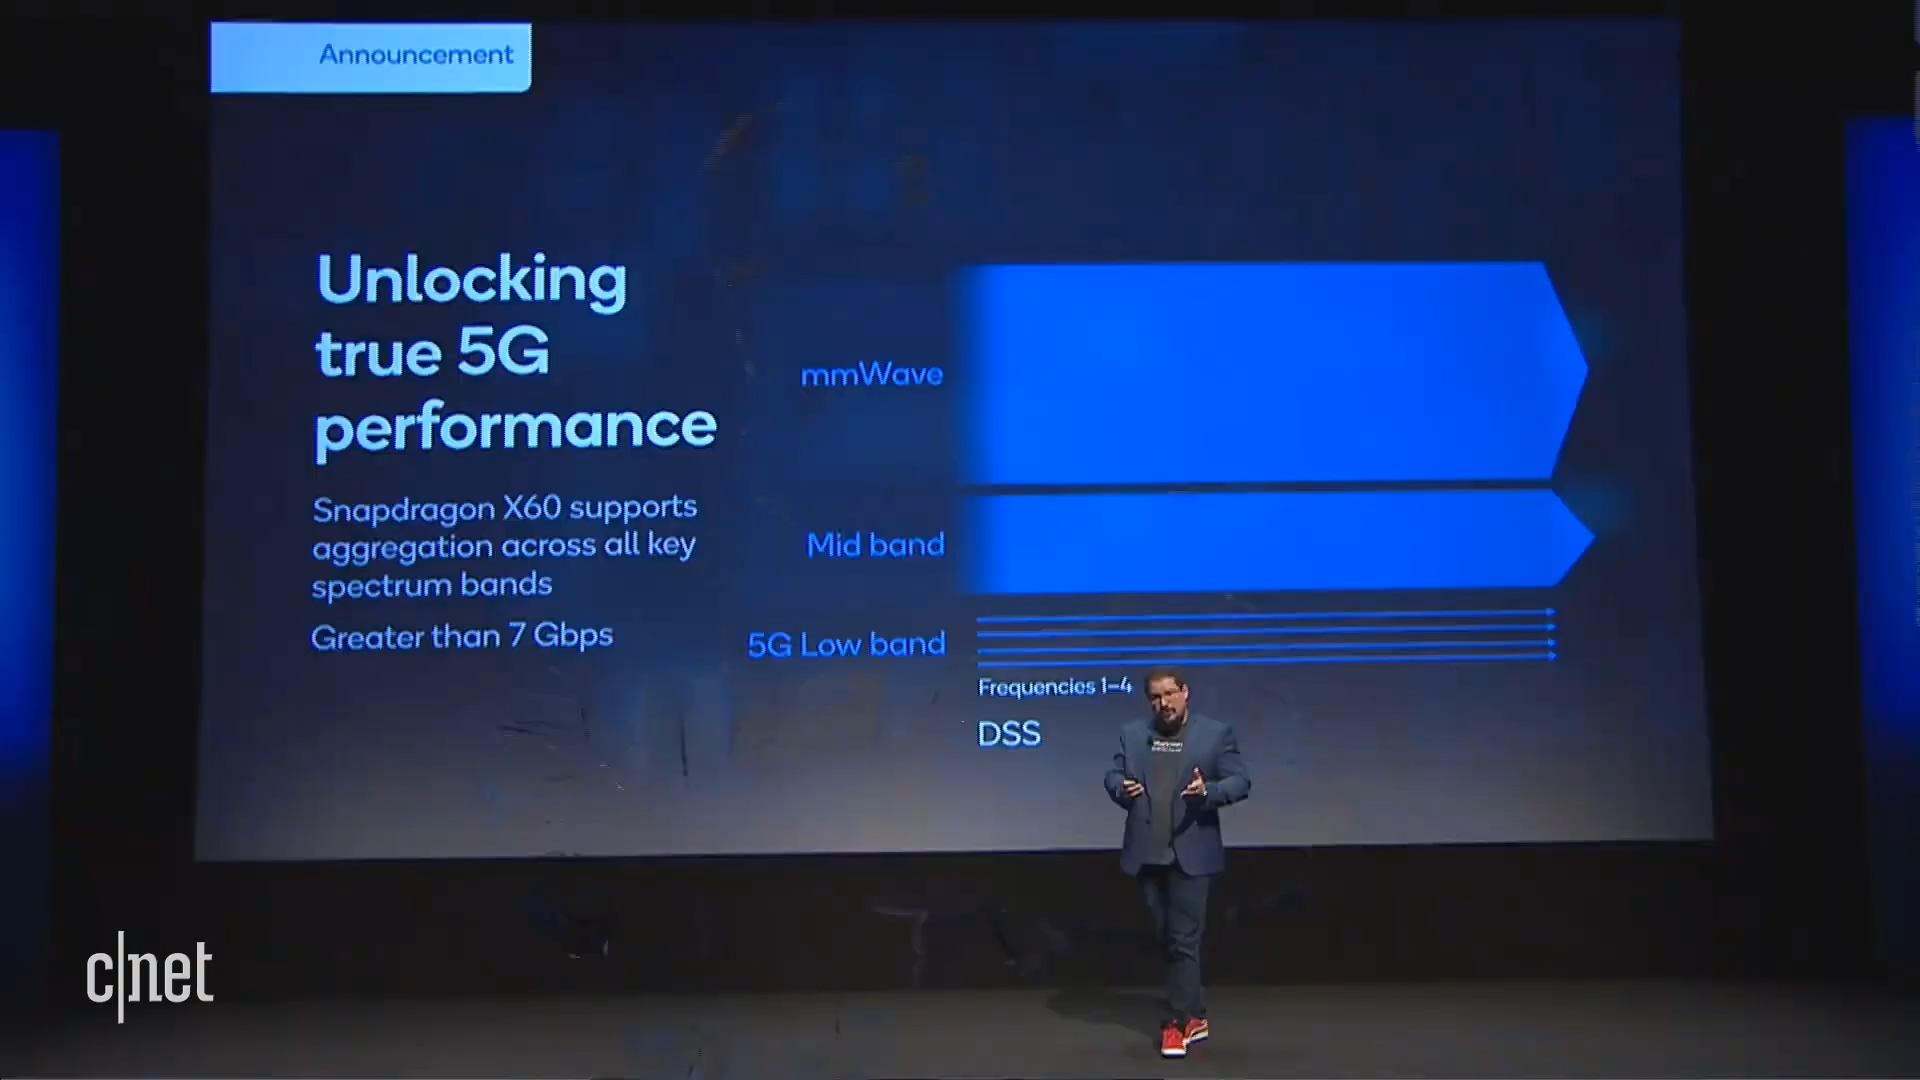 Announcement
Unlocking
true 5G
performance
Snapdragon X60 supports
aggregation across all key
spectrum bands
Greater than 7 Gbps
mmWave
Mid band
5G Low band
Frequencies 1–4
DSS
c|net